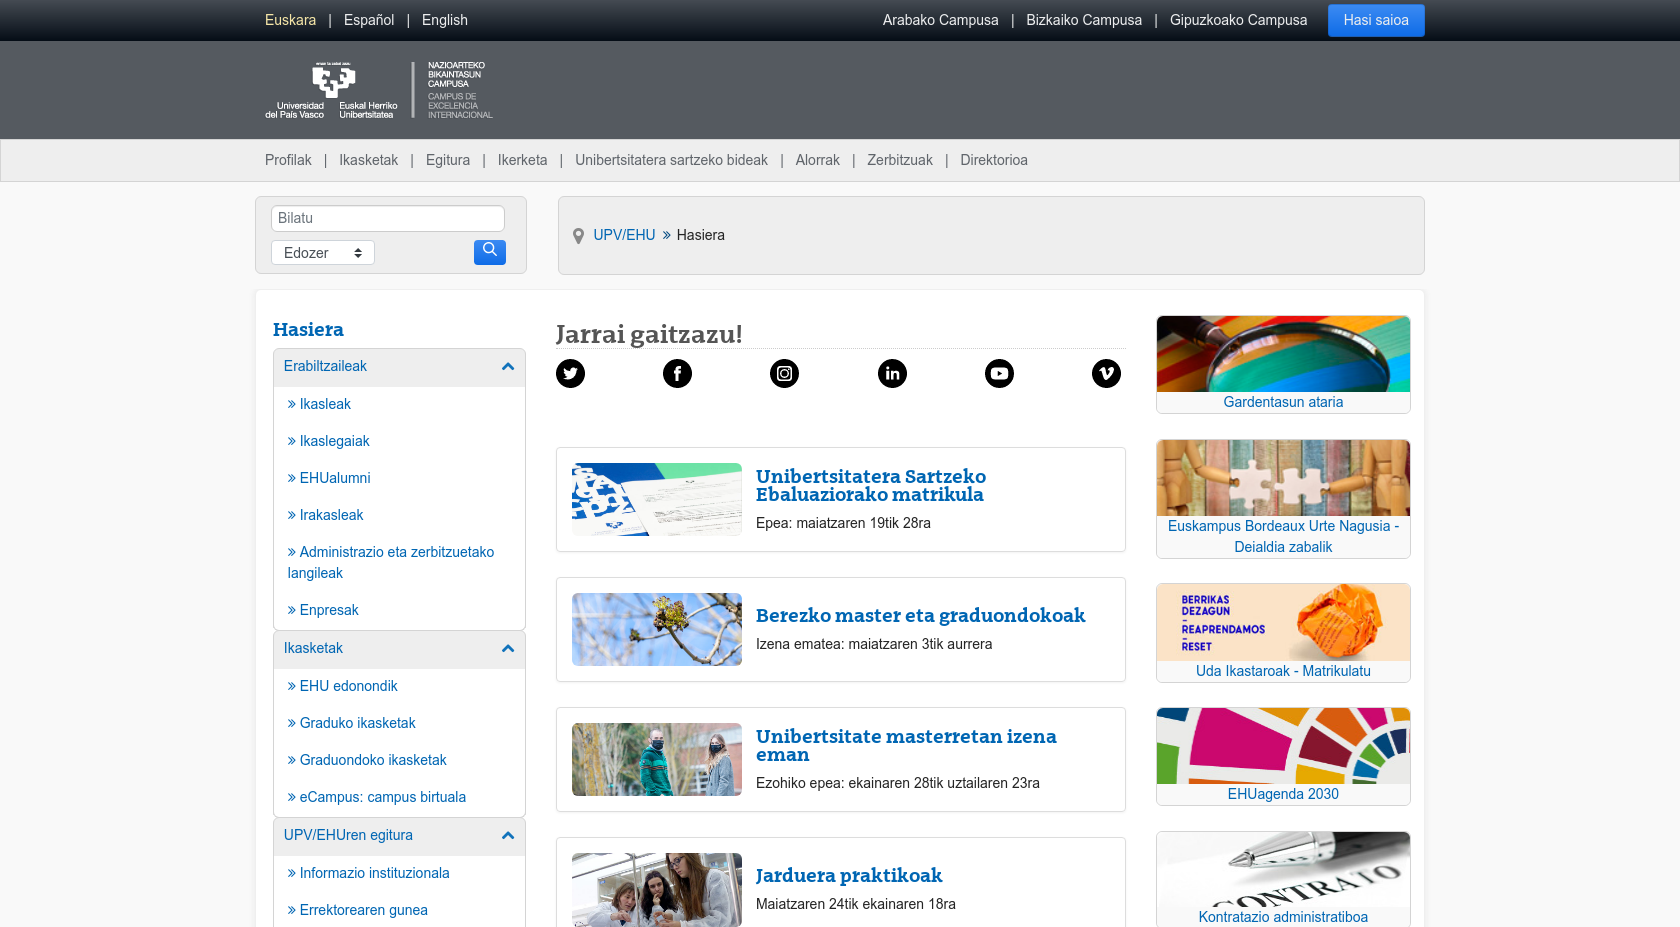 Euskara | Español | English
Arabako Campusa | Bizkaiko Campusa | Gipuzkoako Campusa
Hasi saioa
Universidad del País Vasco
Euskal Herriko Unibertsitatea
NAZIOARTEKO
BIKAINTASUN
CAMPUSA
CAMPUS DE
EXCELENCIA
INTERNACIONAL
Profilak | Ikasketak | Egitura | Ikerketa | Unibertsitatera sartzeko bideak | Alorrak | Zerbitzuak | Direktorioa
Bilatu
Edozer
UPV/EHU » Hasiera
Hasiera
Erabiltzaileak
» Ikasleak
» Ikaslegaiak
» EHUalumni
» Irakasleak
» Administrazio eta zerbitzuetako
langileak
» Enpresak
Ikasketak
» EHU edonondik
» Graduko ikasketak
» Graduondoko ikasketak
» eCampus: campus birtuala
UPV/EHUren egitura
» Informazio instituzionala
» Errektorearen gunea
Jarrai gaitzazu!
Unibertsitatera Sartzeko
Ebaluaziorako matrikula
Epea: maiatzaren 19tik 28ra
Berezko master eta graduondokoak
Izena ematea: maiatzaren 3tik aurrera
Unibertsitate masterretan izena
eman
Ezohiko epea: ekainaren 28tik uztailaren 23ra
Jarduera praktikoak
Maiatzaren 24tik ekainaren 18ra
Gardentasun ataria
Euskampus Bordeaux Urte Nagusia -
Deialdia zabalik
BERRIKAS
DEZAGUN
-
REAPRENDAMOS
-
RESET
Uda Ikastaroak - Matrikulatu
EHUagenda 2030
CONTRATO
Kontratazio administratiboa